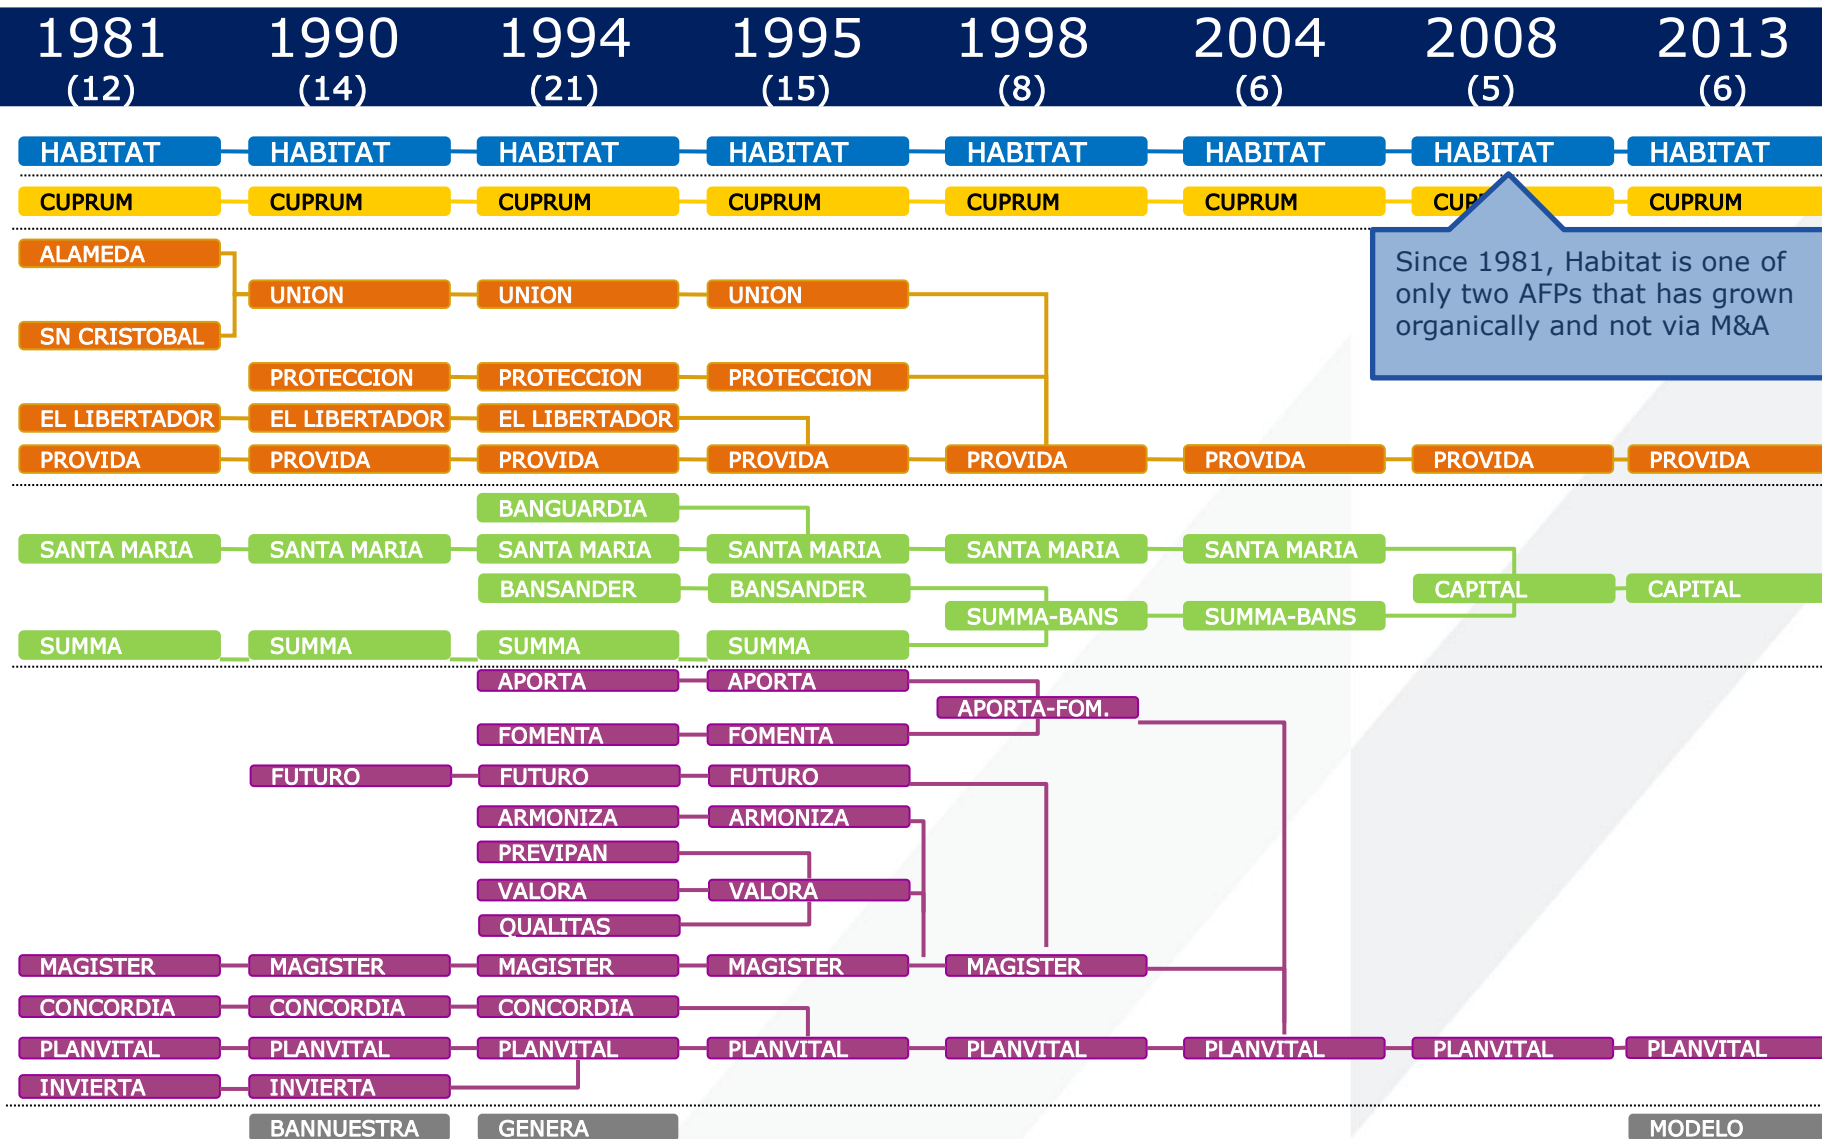 1981 1990 1994 1995 1998 2004 2008 2013
(12) (14) (21) (15) (8) (6) (5) (6)
HABITAT HABITAT HABITAT HABITAT HABITAT HABITAT HABITAT HABITAT
CUPRUM CUPRUM CUPRUM CUPRUM CUPRUM CUPRUM CUP CUPRUM
ALAMEDA
Since 1981, Habitat is one of
only two AFPs that has grown
organically and not via M&A
UNION UNION UNION
SN CRISTOBAL
PROTECCION PROTECCION PROTECCION
EL LIBERTADOR EL LIBERTADOR EL LIBERTADOR
PROVIDA PROVIDA PROVIDA PROVIDA PROVIDA PROVIDA PROVIDA PROVIDA
BANGUARDIA
SANTA MARIA SANTA MARIA SANTA MARIA SANTA MARIA SANTA MARIA SANTA MARIA
BANSANDER BANSANDER CAPITAL CAPITAL
SUMMA-BANS SUMMA-BANS
SUMMA SUMMA SUMMA SUMMA
APORTA APORTA
APORTA-FOM.
FOMENTA FOMENTA
FUTURO FUTURO FUTURO
ARMONIZA ARMONIZA
PREVIPAN
VALORA VALORA
QUALITAS
MAGISTER MAGISTER MAGISTER MAGISTER MAGISTER
CONCORDIA CONCORDIA CONCORDIA
PLANVITAL PLANVITAL PLANVITAL PLANVITAL PLANVITAL PLANVITAL PLANVITAL PLANVITAL
INVIERTA INVIERTA
BANNUESTRA GENERA MODELO